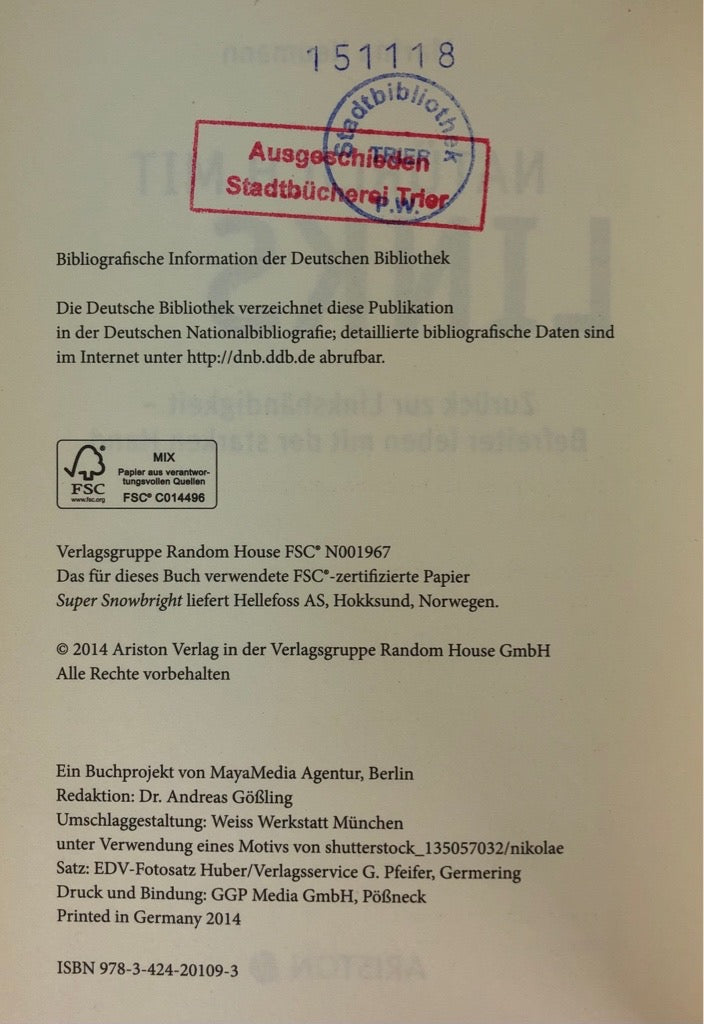 151118
Stadtbibliothek
TRIER
P.W.
Ausgeschieden
Stadtbücherei Trier
Bibliografische Information der Deutschen Bibliothek
Die Deutsche Bibliothek verzeichnet diese Publikation
in der Deutschen Nationalbibliografie; detaillierte bibliografische Daten sind
im Internet unter http://dnb.ddb.de abrufbar.
FSC
www.fsc.org
MIX
Papier aus verantwor-
tungsvollen Quellen
FSC® C014496
Verlagsgruppe Random House FSC® N001967
Das für dieses Buch verwendete FSC®-zertifizierte Papier
Super Snowbright liefert Hellefoss AS, Hokksund, Norwegen.
© 2014 Ariston Verlag in der Verlagsgruppe Random House GmbH
Alle Rechte vorbehalten
Ein Buchprojekt von MayaMedia Agentur, Berlin
Redaktion: Dr. Andreas Gößling
Umschlaggestaltung: Weiss Werkstatt München
unter Verwendung eines Motivs von shutterstock_135057032/nikolae
Satz: EDV-Fotosatz Huber/Verlagsservice G. Pfeifer, Germering
Druck und Bindung: GGP Media GmbH, Pößneck
Printed in Germany 2014
ISBN 978-3-424-20109-3